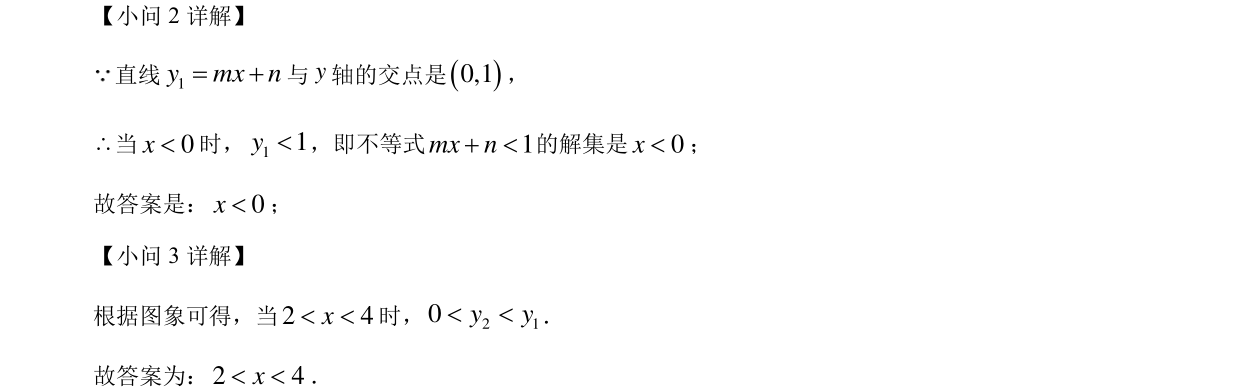 【小问 2 详解】
∵直线 y₁ = mx + n 与 y 轴的交点是(0,1)，
∴当 x < 0 时， y₁ < 1，即不等式 mx + n < 1的解集是 x < 0；
故答案是： x < 0；
【小问 3 详解】
根据图象可得，当 2 < x < 4 时，0 < y₂ < y₁．
故答案为：2 < x < 4．